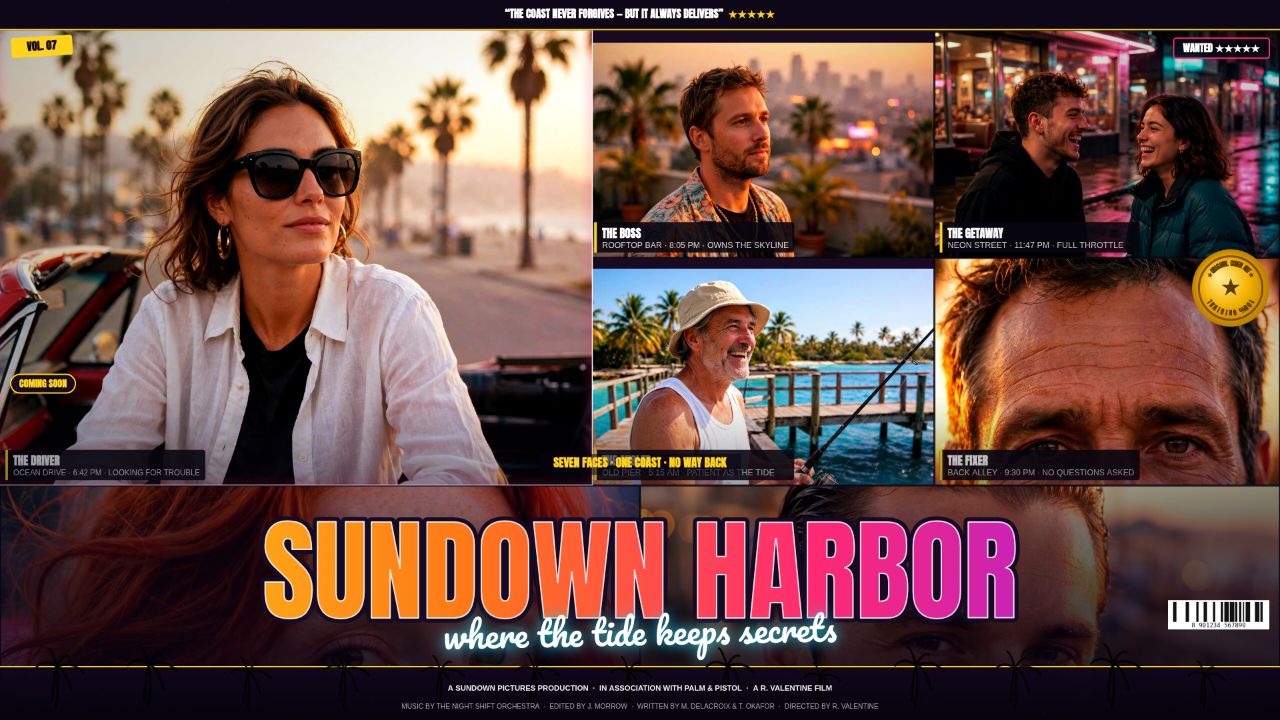 "THE COAST NEVER FORGIVES – BUT IT ALWAYS DELIVERS" ★★★★★
VOL. 07
WANTED ★★★★★
THE BOSS
ROOFTOP BAR · 8:05 PM · OWNS THE SKYLINE
THE GETAWAY
NEON STREET · 11:47 PM · FULL THROTTLE
COMING SOON
THE DRIVER
OCEAN DRIVE · 6:42 PM · LOOKING FOR TROUBLE
SEVEN FACES · ONE COAST · NO WAY BACK
OLD PIER · 5:15 AM · PATIENT AS THE TIDE
THE FIXER
BACK ALLEY · 9:30 PM · NO QUESTIONS ASKED
SUNDOWN HARBOR
where the tide keeps secrets
8 901234 567890
A SUNDOWN PICTURES PRODUCTION · IN ASSOCIATION WITH PALM & PISTOL · A R. VALENTINE FILM
MUSIC BY THE NIGHT SHIFT ORCHESTRA · EDITED BY J. MORROW · WRITTEN BY M. DELACROIX & T. OKAFOR · DIRECTED BY R. VALENTINE